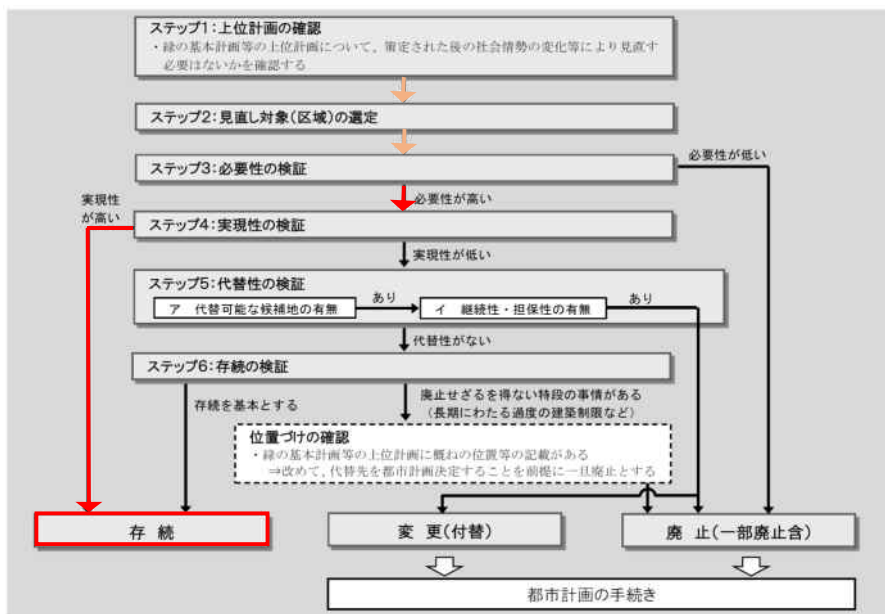 ステップ1:上位計画の確認
・緑の基本計画等の上位計画について、策定された後の社会情勢の変化等により見直す
必要はないかを確認する
ステップ2:見直し対象(区域)の選定
必要性が低い
ステップ3:必要性の検証
実現性
が高い
必要性が高い
ステップ4:実現性の検証
実現性が低い
ステップ5:代替性の検証
ア 代替可能な候補地の有無
あり
イ 継続性・担保性の有無
あり
代替性がない
ステップ6:存続の検証
存続を基本とする
廃止せざるを得ない特段の事情がある
(長期にわたる過度の建築制限など)
位置づけの確認
・緑の基本計画等の上位計画に概ねの位置等の記載がある
⇒改めて、代替先を都市計画決定することを前提に一旦廃止とする
存 続
変 更(付替)
廃 止(一部廃止含)
都市計画の手続き